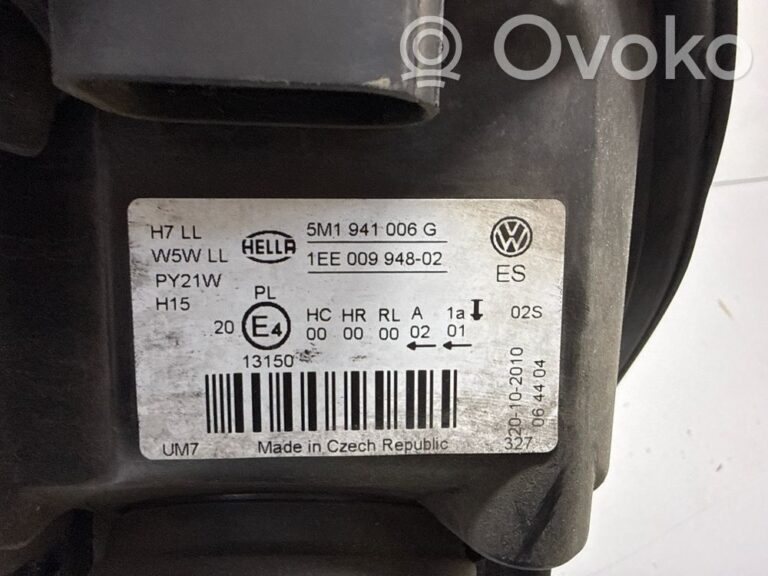 Ovoko
H7 LL
W5W LL
PY21W
H15
HELLA
5M1 941 006 G
1EE 009 948-02
VW
ES
PL
20
E4
13150
HC HR RL A 1a
00 00 00 02 01
02S
20-10-2010
06:44 04
327
UM7
Made in Czech Republic